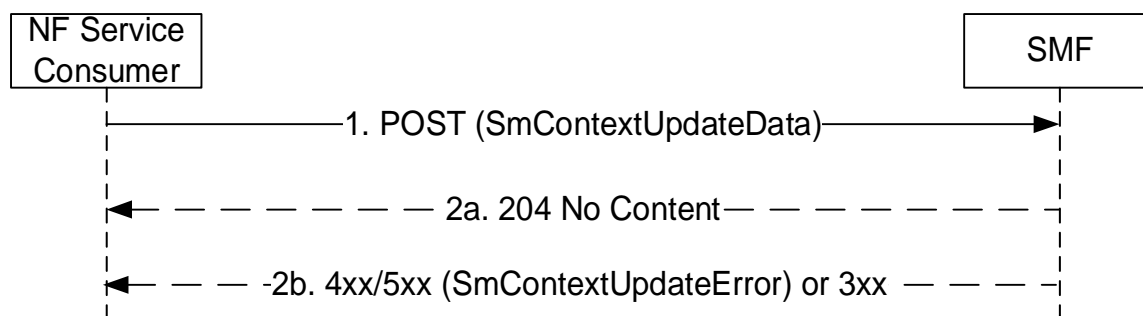 NF Service
Consumer
SMF
1. POST (SmContextUpdateData)
2a. 204 No Content
2b. 4xx/5xx (SmContextUpdateError) or 3xx